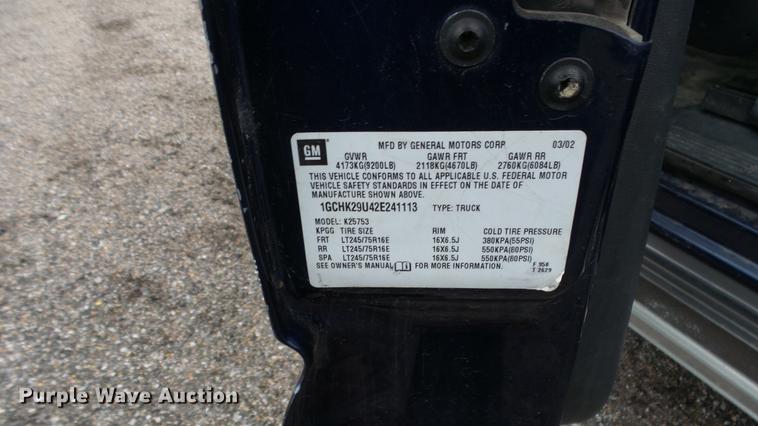 GM
MFD BY GENERAL MOTORS CORP 03/02
GVWR GAWR FRT GAWR RR
4173KG(9200LB) 2118KG(4670LB) 2760KG(6084LB)
THIS VEHICLE CONFORMS TO ALL APPLICABLE U.S. FEDERAL MOTOR
VEHICLE SAFETY STANDARDS IN EFFECT ON THE DATE OF
MANUFACTURE SHOWN ABOVE.
1GCHK29U42E241113 TYPE: TRUCK
MODEL: K25753
KPGG TIRE SIZE RIM COLD TIRE PRESSURE
FRT LT245/75R16E 16X6.5J 380KPA(55PSI)
RR LT245/75R16E 16X6.5J 550KPA(80PSI)
SPA LT245/75R16E 16X6.5J 550KPA(80PSI)
SEE OWNER'S MANUAL FOR MORE INFORMATION. F 958
T 2629
Purple Wave Auction